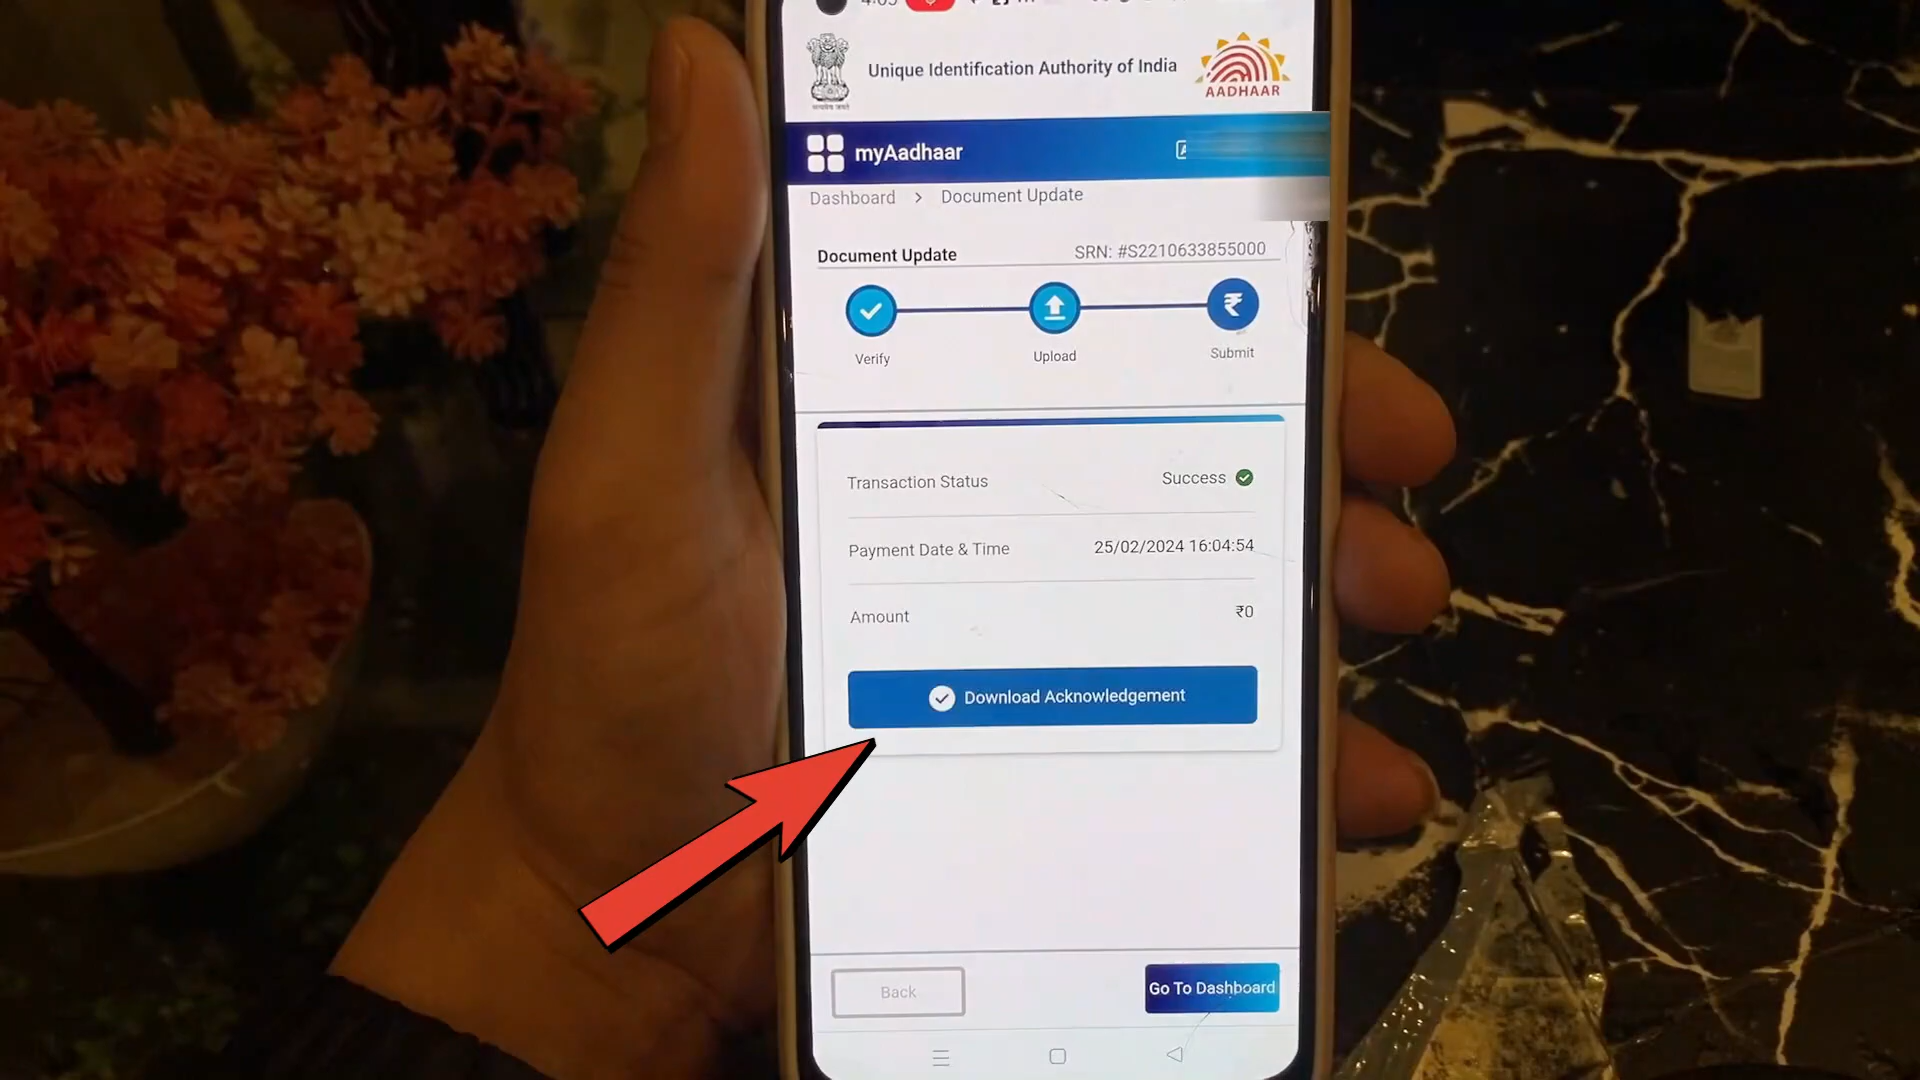 Unique Identification Authority of India
AADHAAR
myAadhaar
Dashboard > Document Update
Document Update SRN: #S2210633855000
Verify Upload Submit
Transaction Status Success
Payment Date & Time 25/02/2024 16:04:54
Amount ₹0
Download Acknowledgement
Back Go To Dashboard